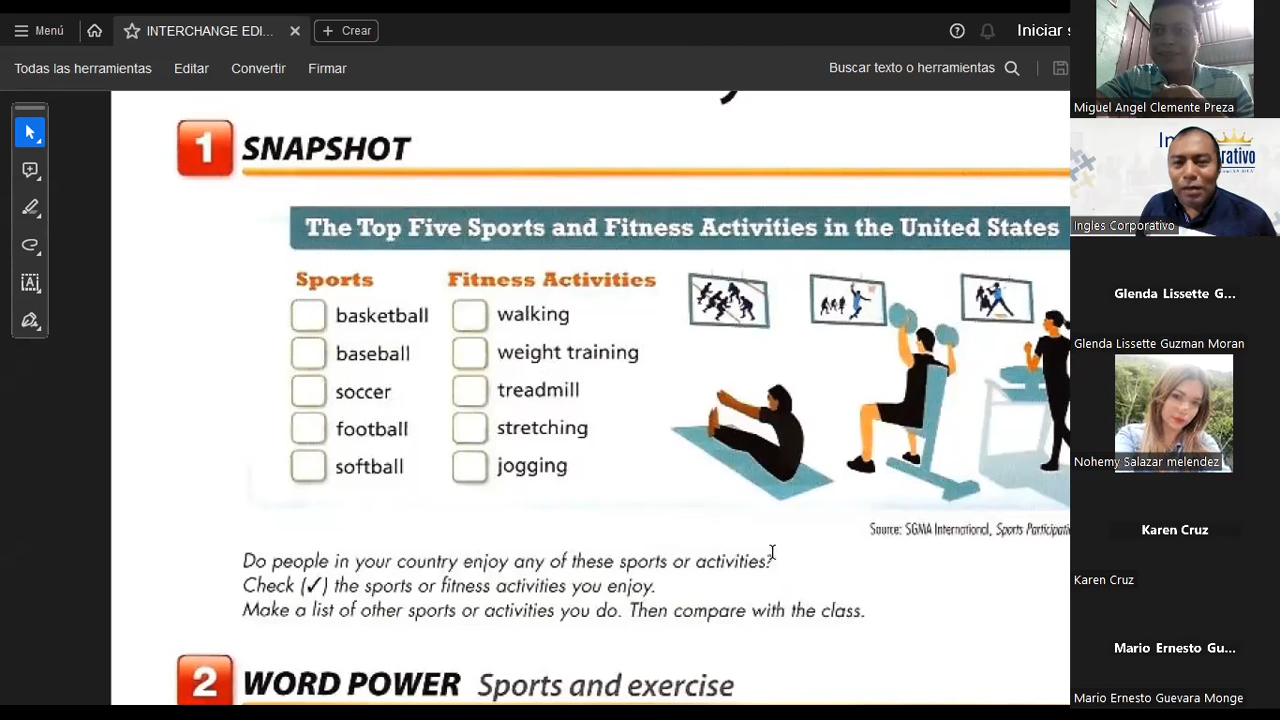 Menú
INTERCHANGE EDI...
Crear
Iniciar s
Todas las herramientas
Editar
Convertir
Firmar
Buscar texto o herramientas
1 SNAPSHOT
The Top Five Sports and Fitness Activities in the United States
Sports
Fitness Activities
basketball
walking
baseball
weight training
soccer
treadmill
football
stretching
softball
jogging
Source: SGMA International, Sports Participati
Do people in your country enjoy any of these sports or activities?
Check (✓) the sports or fitness activities you enjoy.
Make a list of other sports or activities you do. Then compare with the class.
2 WORD POWER Sports and exercise
Miguel Angel Clemente Preza
In
rativo
Ingles Corporativo
Glenda Lissette G...
Glenda Lissette Guzman Moran
Nohemy Salazar melendez
Karen Cruz
Karen Cruz
Mario Ernesto Gu...
Mario Ernesto Guevara Monge